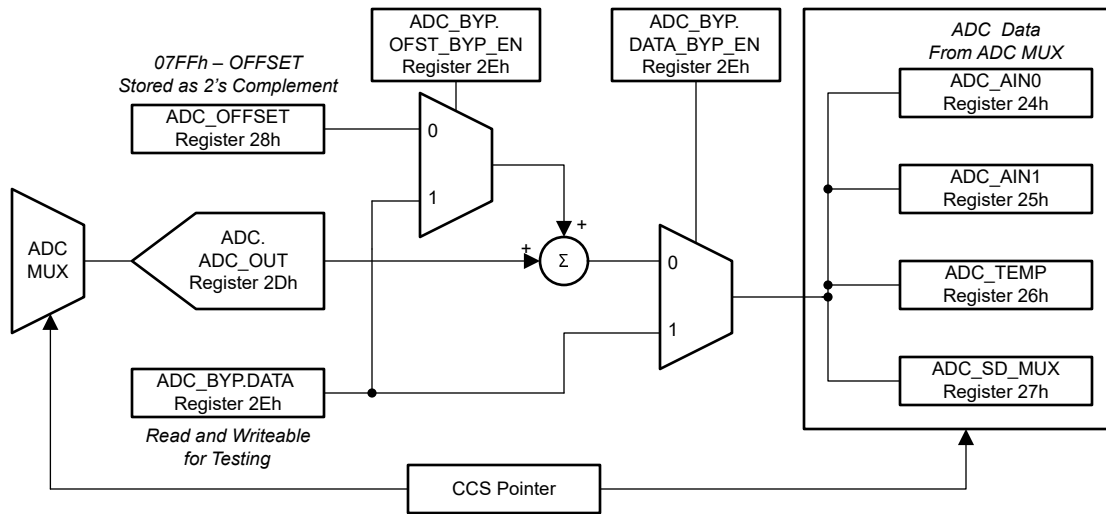 ADC_BYP.
OFST_BYP_EN
Register 2Eh
ADC_BYP.
DATA_BYP_EN
Register 2Eh
ADC Data
From ADC MUX
07FFh – OFFSET
Stored as 2's Complement
ADC_OFFSET
Register 28h
0
1
ADC_AIN0
Register 24h
ADC_AIN1
Register 25h
ADC
MUX
ADC.
ADC_OUT
Register 2Dh
+
+
Σ
0
1
ADC_TEMP
Register 26h
ADC_SD_MUX
Register 27h
ADC_BYP.DATA
Register 2Eh
Read and Writeable
for Testing
CCS Pointer